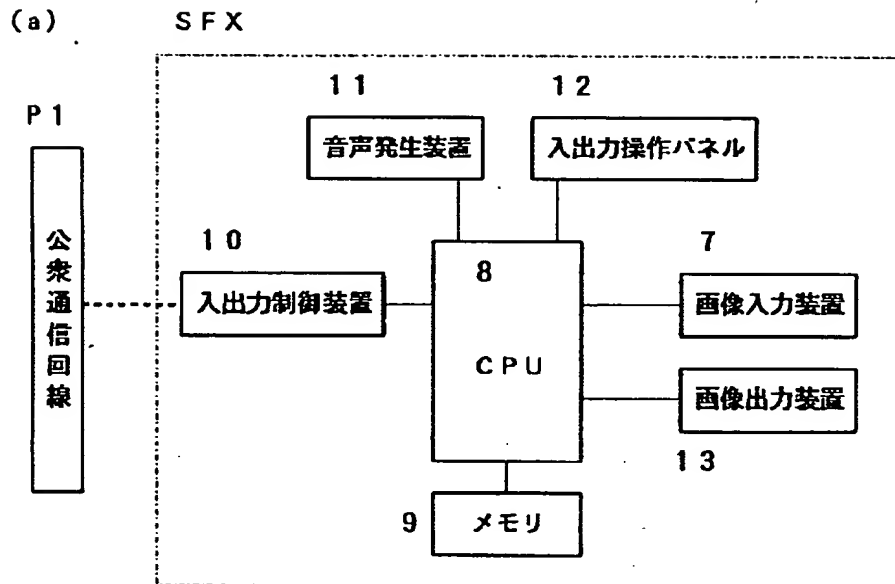 (a)
SFX
11
12
P1
音声発生装置
入出力操作パネル
公衆通信回線
10
8
7
入出力制御装置
画像入力装置
CPU
画像出力装置
13
9
メモリ